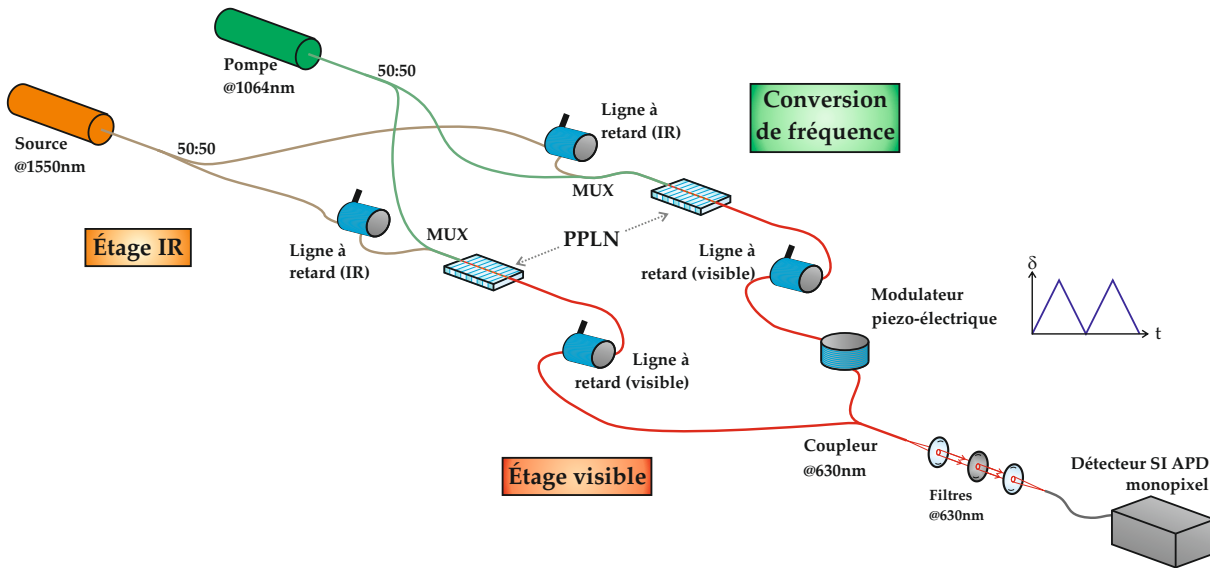 Pompe
@1064nm
50:50
Source
@1550nm
50:50
Ligne à
retard (IR)
Conversion
de fréquence
MUX
Étage IR
Ligne à
retard (IR)
MUX
PPLN
Ligne à
retard (visible)
Modulateur
piezo-électrique
δ
t
Ligne à
retard (visible)
Étage visible
Coupleur
@630nm
Filtres
@630nm
Détecteur SI APD
monopixel